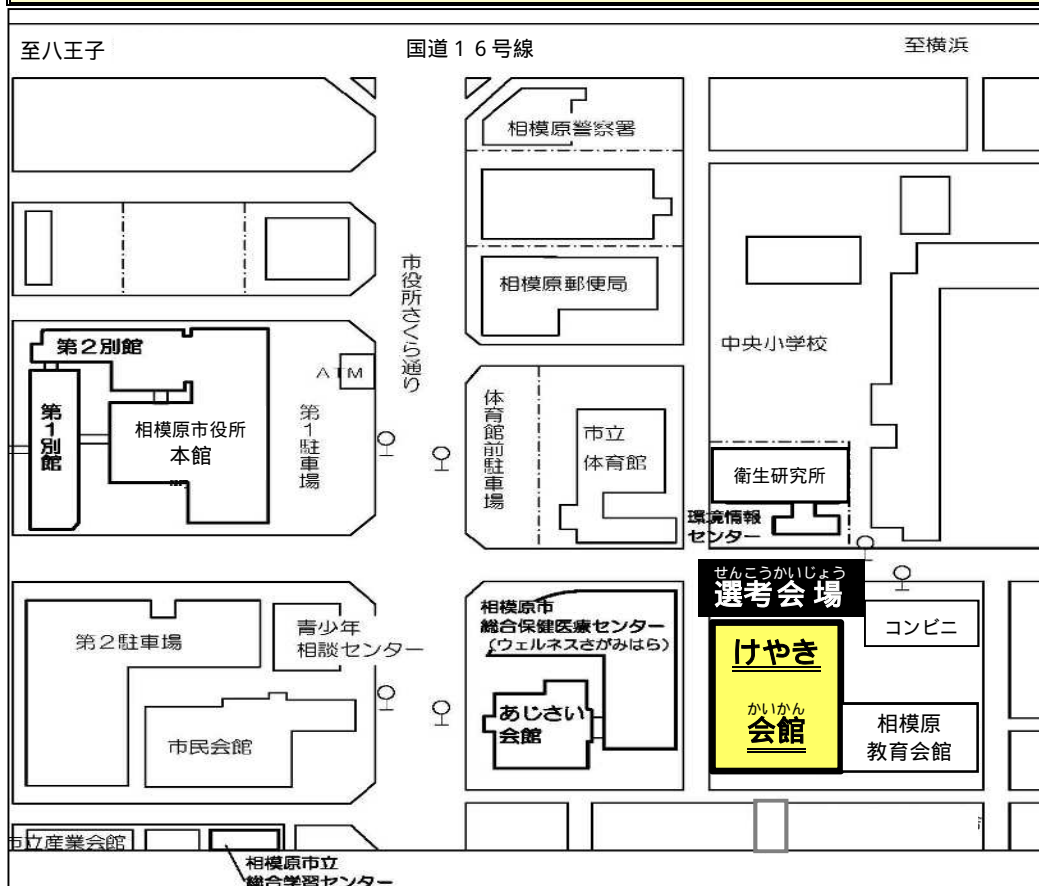 至八王子
国道１６号線
至横浜
相模原警察署
市役所さくら通り
相模原郵便局
中央小学校
第２別館
ATM
第１別館
相模原市役所
本館
第１駐車場
体育館前駐車場
市立
体育館
衛生研究所
環境情報
センター
せんこうかいじょう
選考会場
相模原市
総合保健医療センター
（ウェルネスさがみはら）
コンビニ
第２駐車場
青少年
相談センター
けやき
かいかん
会館
あじさい
会館
相模原
教育会館
市民会館
市立産業会館
相模原市立
総合学習センター